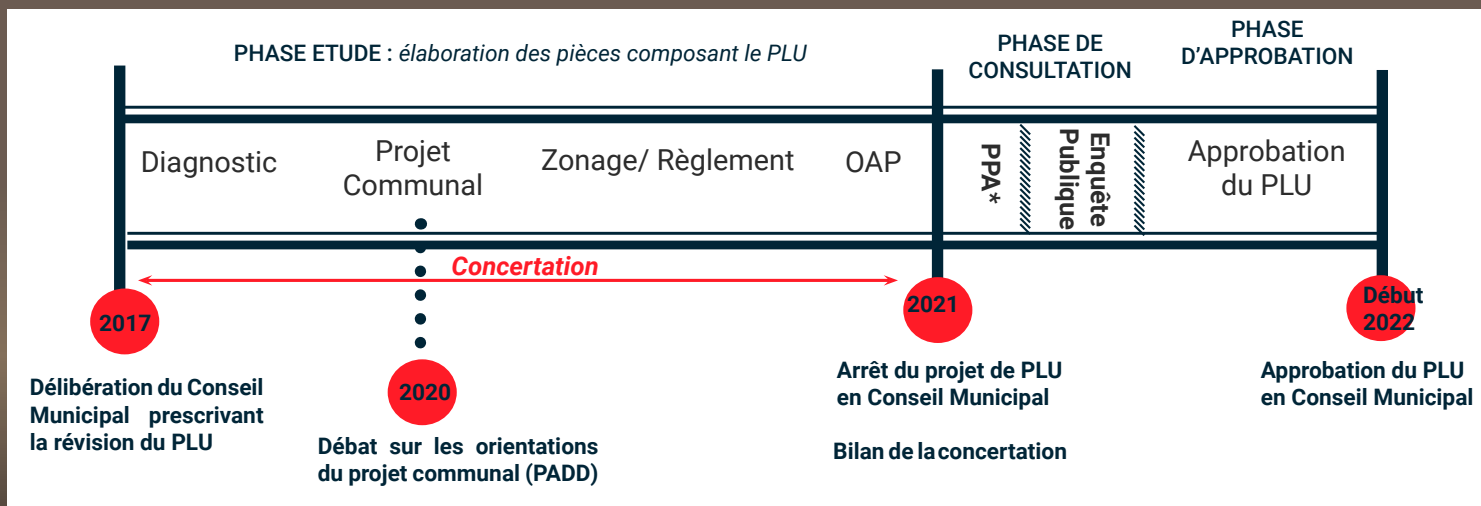 PHASE ETUDE : élaboration des pièces composant le PLU
PHASE DE
CONSULTATION
PHASE
D'APPROBATION
Diagnostic
Projet
Communal
Zonage/ Règlement
OAP
PPA*
Enquête
Publique
Approbation
du PLU
Concertation
2017
Délibération du Conseil
Municipal prescrivant
la révision du PLU
2020
Débat sur les orientations
du projet communal (PADD)
2021
Arrêt du projet de PLU
en Conseil Municipal
Bilan de la concertation
Début
2022
Approbation du PLU
en Conseil Municipal